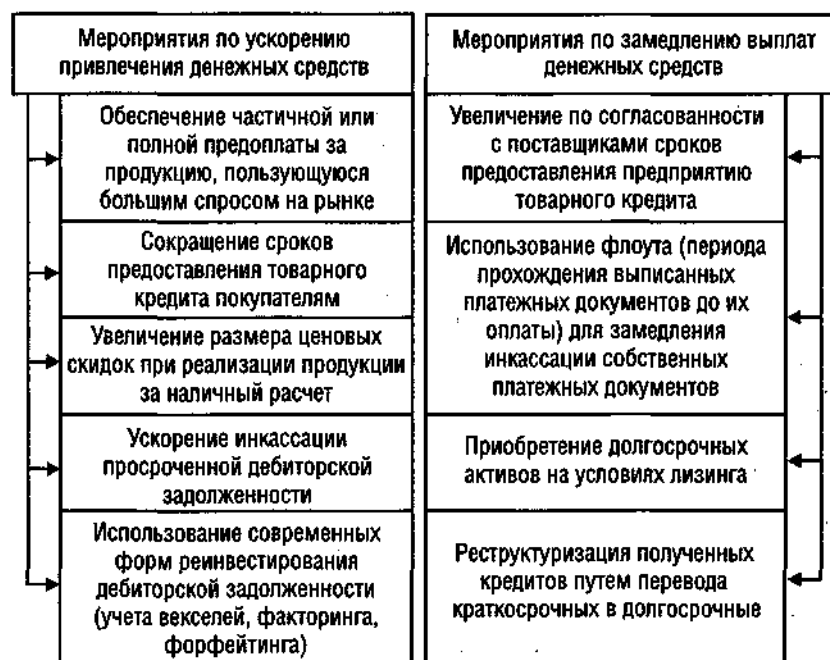 Мероприятия по ускорению
привлечения денежных средств
Обеспечение частичной или
полной предоплаты за
продукцию, пользующуюся
большим спросом на рынке
Сокращение сроков
предоставления товарного
кредита покупателям
Увеличение размера ценовых
скидок при реализации продукции
за наличный расчет
Ускорение инкассации
просроченной дебиторской
задолженности
Использование современных
форм реинвестирования
дебиторской задолженности
(учета векселей, факторинга,
форфейтинга)
Мероприятия по замедлению выплат
денежных средств
Увеличение по согласованности
с поставщиками сроков
предоставления предприятию
товарного кредита
Использование флоута (периода
прохождения выписанных
платежных документов до их
оплаты) для замедления
инкассации собственных
платежных документов
Приобретение долгосрочных
активов на условиях лизинга
Реструктуризация полученных
кредитов путем перевода
краткосрочных в долгосрочные